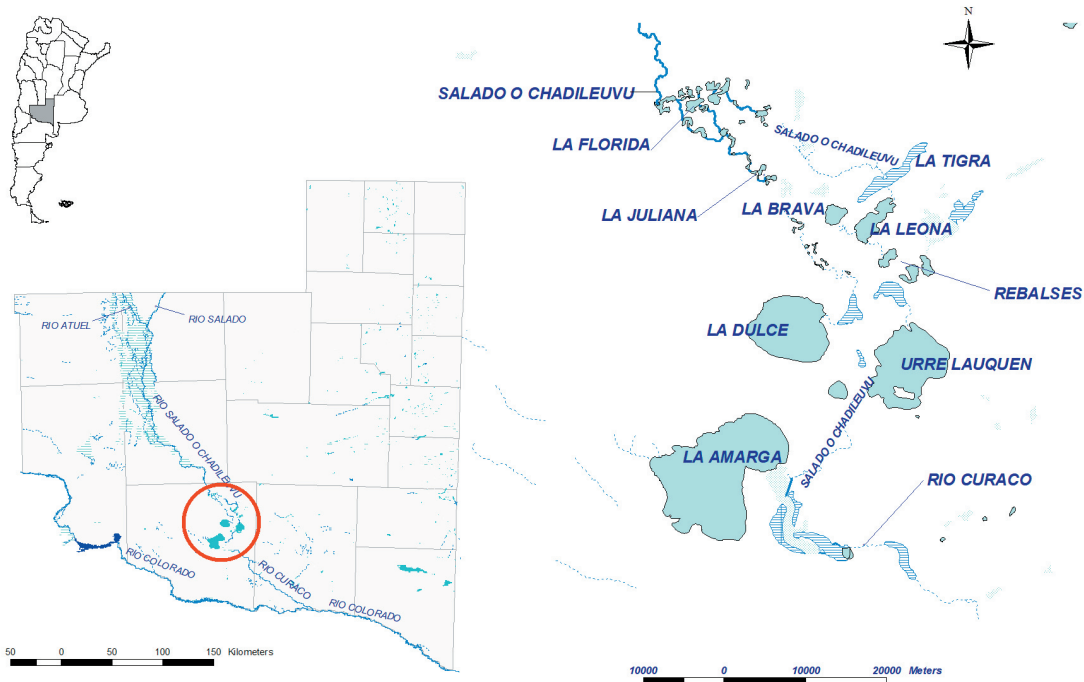 N
SALADO O CHADILEUVU
LA FLORIDA
SALADO O CHADILEUVU
LA TIGRA
LA JULIANA
LA BRAVA
LA LEONA
REBALSES
LA DULCE
URRE LAUQUEN
SALADO O CHADILEUVU
LA AMARGA
RIO CURACO
RIO ATUEL
RIO SALADO
RIO SALADO O CHADILEUVU
RIO COLORADO
RIO CURACO
RIO COLORADO
50 0 50 100 150 Kilometers
10000 0 10000 20000 Meters